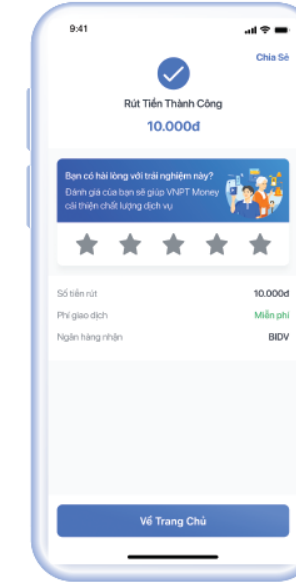 9:41
Chia Sẻ
Rút Tiền Thành Công
10.000đ
Bạn có hài lòng với trải nghiệm này?
Đánh giá của bạn sẽ giúp VNPT Money
cải thiện chất lượng dịch vụ
Số tiền rút 10.000đ
Phí giao dịch Miễn phí
Ngân hàng nhận BIDV
Về Trang Chủ